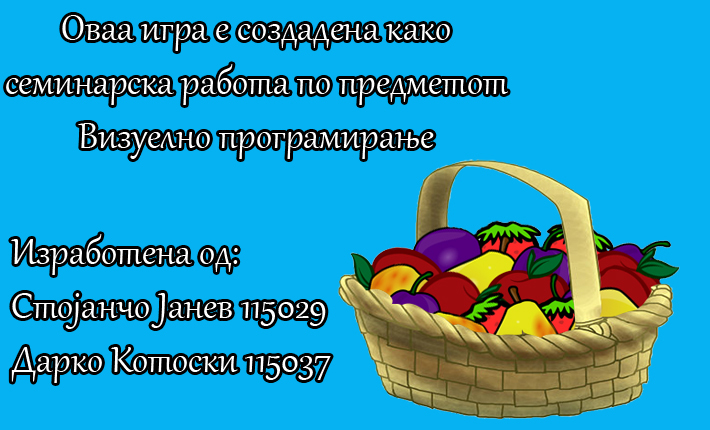 Оваа игра е создадена како
семинарска работа по предметот
Визуелно програмирање
Изработена од:
Стојанчо Јанев 115029
Дарко Котоски 115037